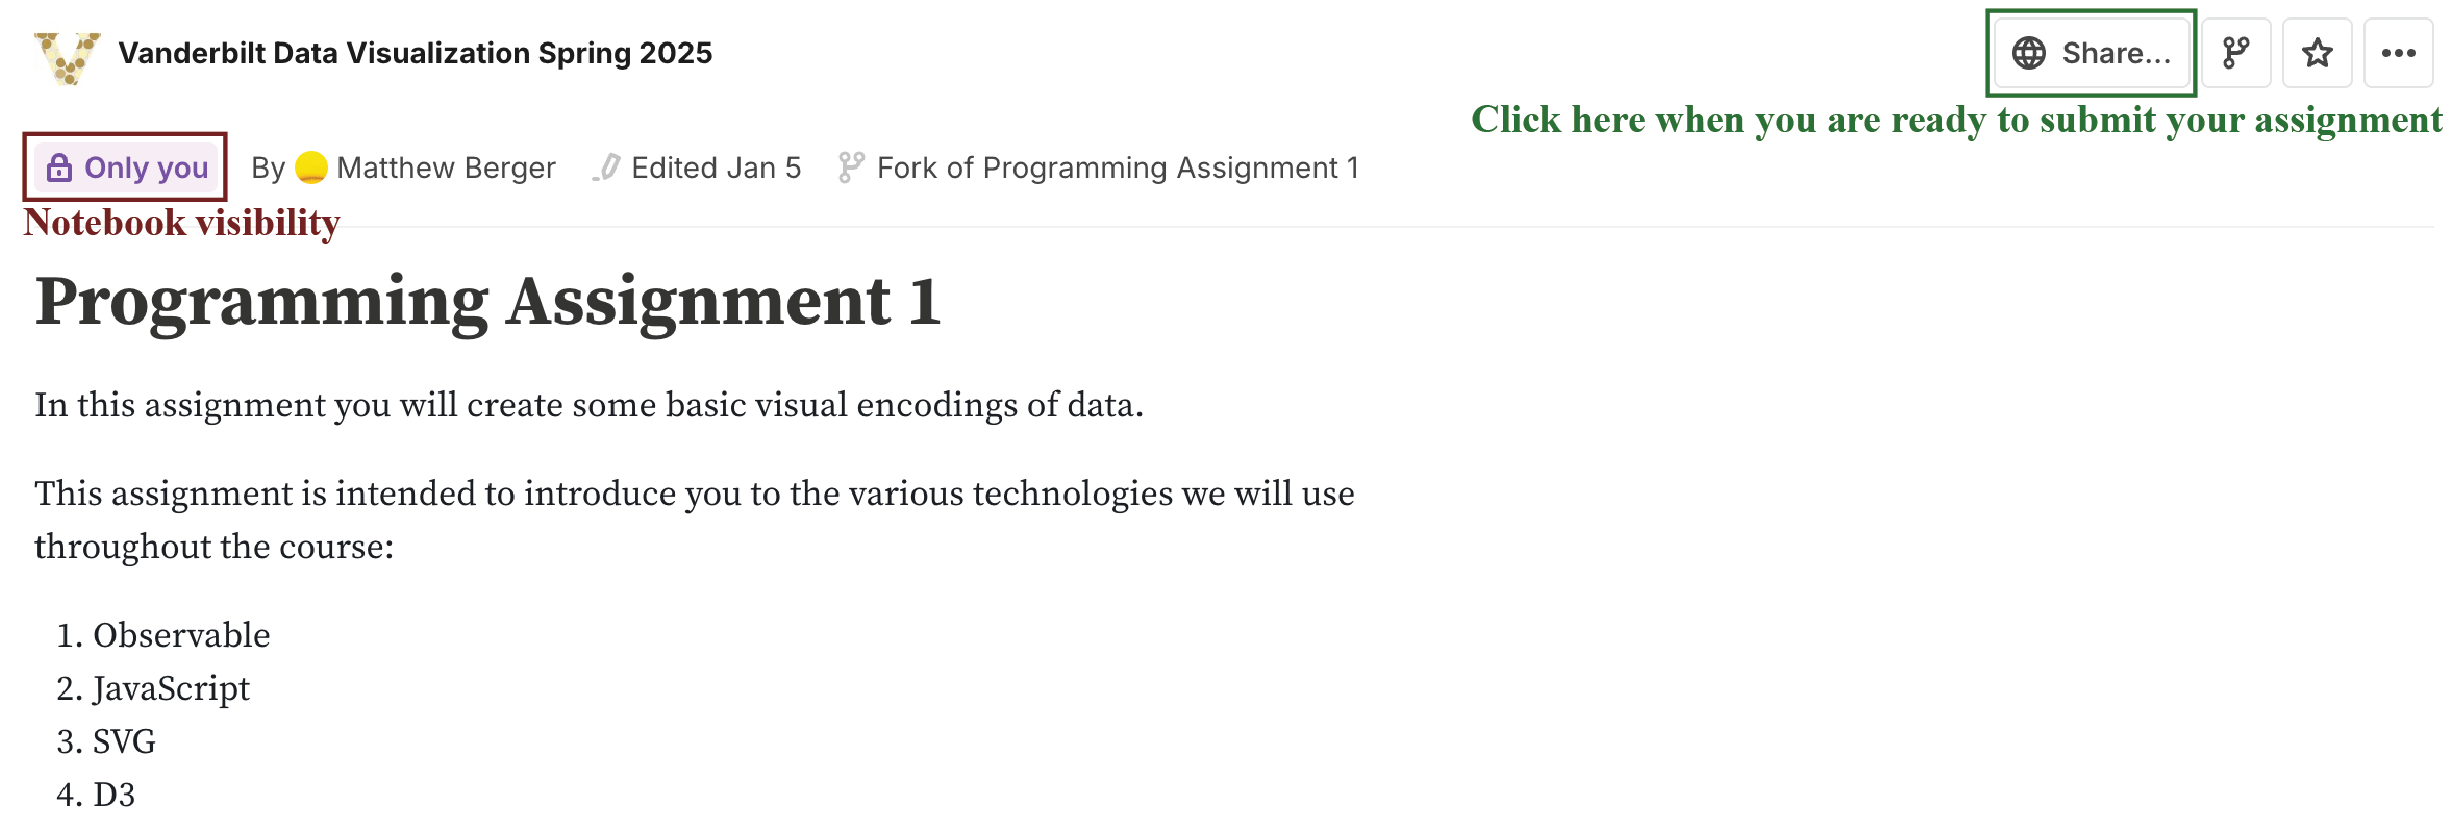 Vanderbilt Data Visualization Spring 2025
Share...
Click here when you are ready to submit your assignment
Only you By Matthew Berger Edited Jan 5 Fork of Programming Assignment 1
Notebook visibility
Programming Assignment 1
In this assignment you will create some basic visual encodings of data.
This assignment is intended to introduce you to the various technologies we will use
throughout the course:
1. Observable
2. JavaScript
3. SVG
4. D3